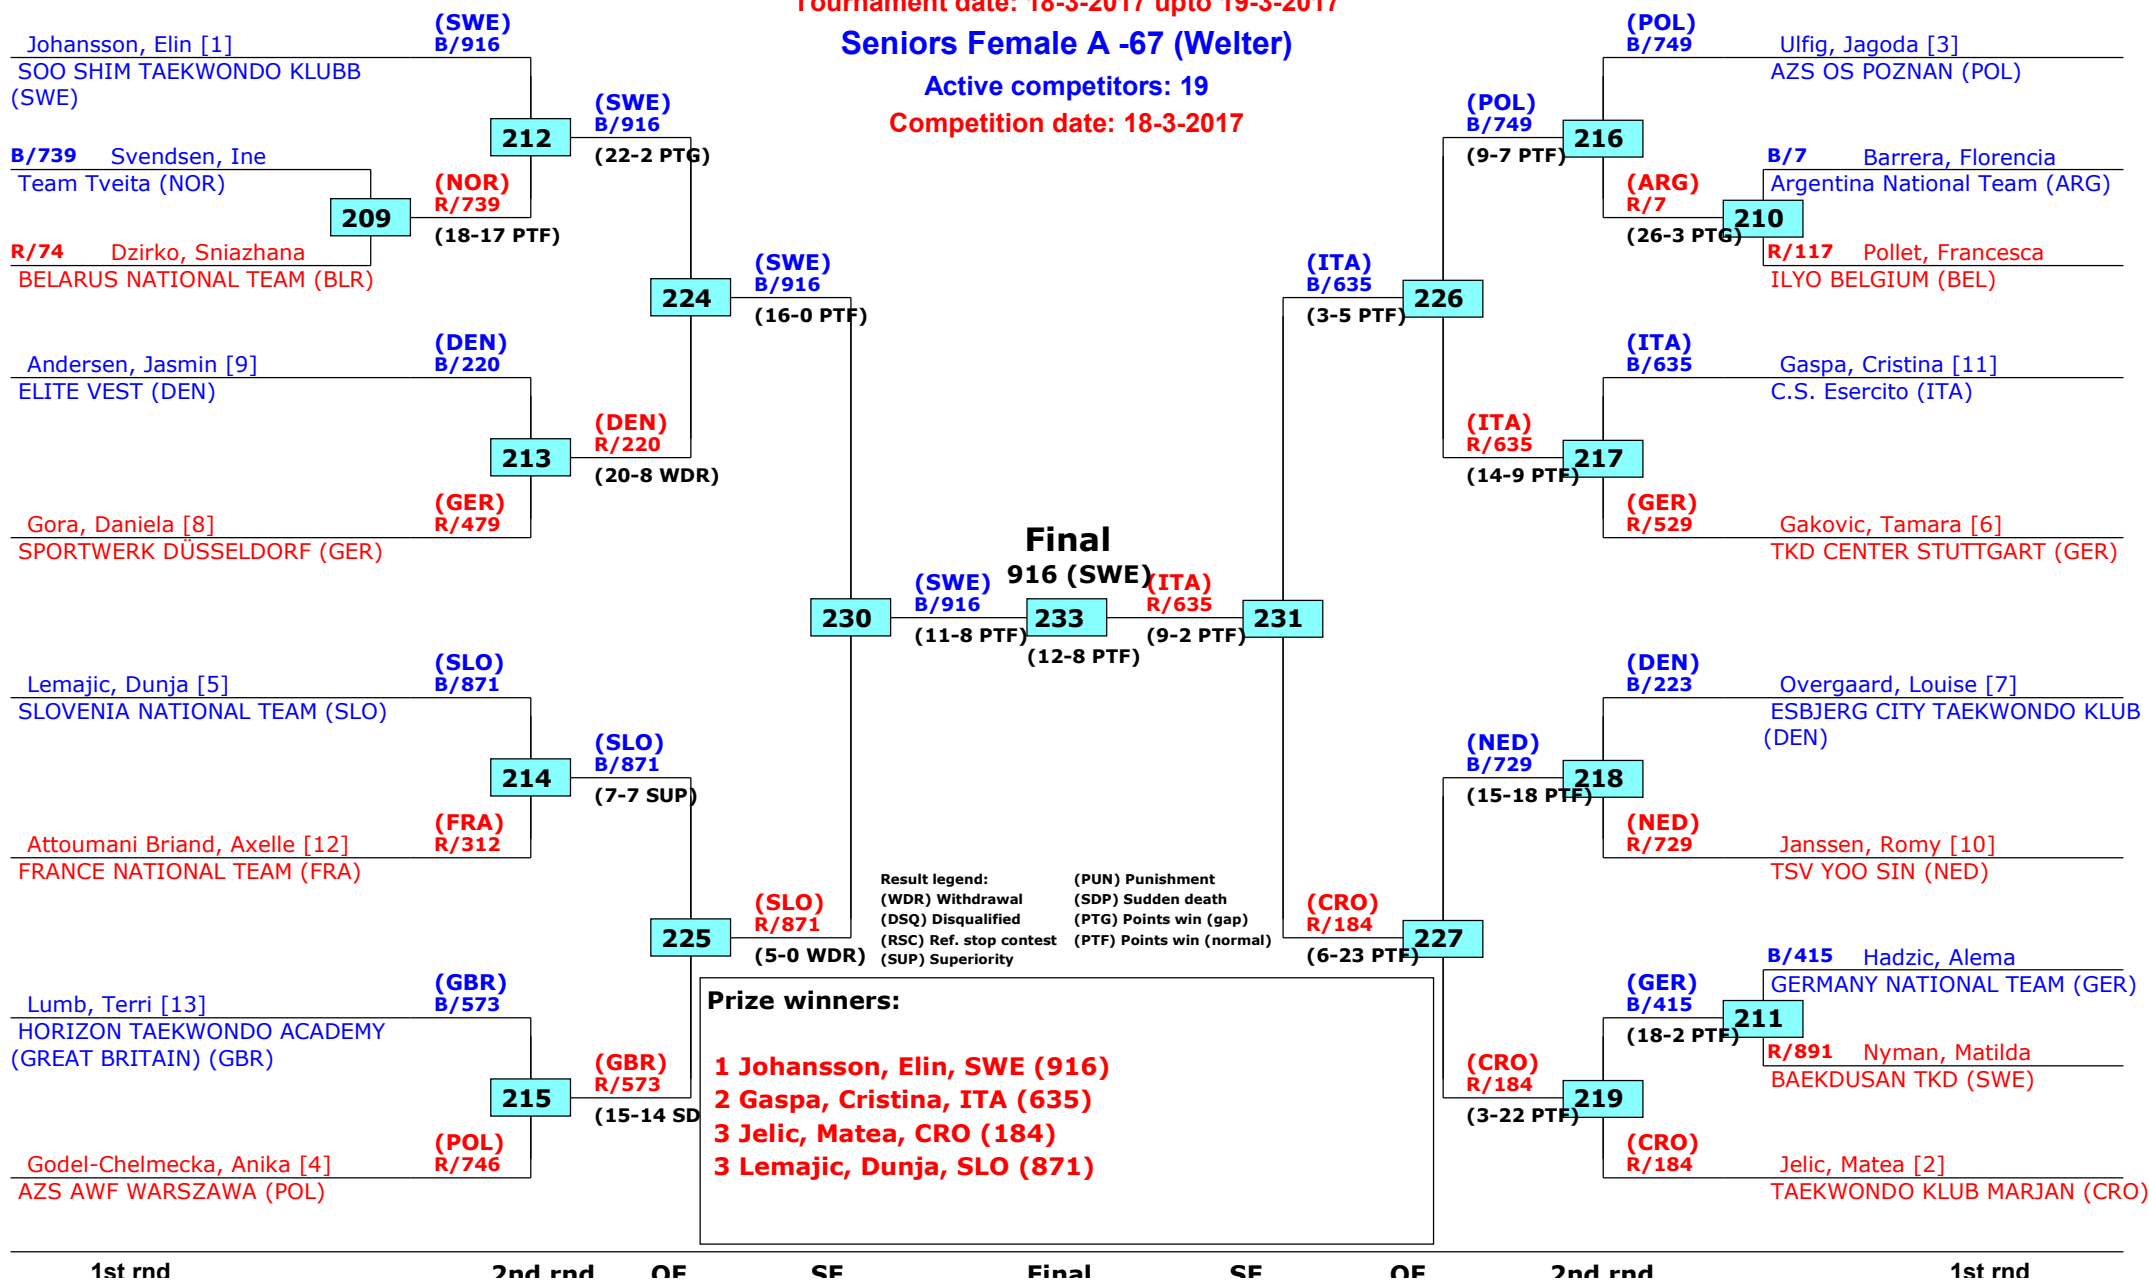 Tournament date: 18-3-2017 upto 19-3-2017
Seniors Female A -67 (Welter)
Active competitors: 19
Competition date: 18-3-2017
(SWE)
Johansson, Elin [1]
B/916
SOO SHIM TAEKWONDO KLUBB
(SWE)
(SWE)
B/916
212
(22-2 PTG)
B/739 Svendsen, Ine
Team Tveita (NOR)
(NOR)
R/739
209
(18-17 PTF)
R/74 Dzirko, Sniazhana
BELARUS NATIONAL TEAM (BLR)
(SWE)
B/916
224
(16-0 PTF)
(DEN)
Andersen, Jasmin [9]
B/220
ELITE VEST (DEN)
(DEN)
R/220
213
(20-8 WDR)
(GER)
Gora, Daniela [8]
R/479
SPORTWERK DÜSSELDORF (GER)
(SWE)
B/916
230
(11-8 PTF)
(SLO)
Lemajic, Dunja [5]
B/871
SLOVENIA NATIONAL TEAM (SLO)
(SLO)
B/871
214
(7-7 SUP)
(FRA)
Attoumani Briand, Axelle [12]
R/312
FRANCE NATIONAL TEAM (FRA)
(SLO)
R/871
225
(5-0 WDR)
(GBR)
Lumb, Terri [13]
B/573
HORIZON TAEKWONDO ACADEMY
(GREAT BRITAIN) (GBR)
(GBR)
R/573
215
(15-14 SD
(POL)
Godel-Chelmecka, Anika [4]
R/746
AZS AWF WARSZAWA (POL)
Final
916 (SWE)
233
(12-8 PTF)
(ITA)
R/635
231
(9-2 PTF)
(POL)
B/749
Ulfig, Jagoda [3]
AZS OS POZNAN (POL)
(POL)
B/749
216
(9-7 PTF)
B/7 Barrera, Florencia
Argentina National Team (ARG)
(ARG)
R/7
210
(26-3 PTG)
R/117 Pollet, Francesca
ILYO BELGIUM (BEL)
(ITA)
B/635
226
(3-5 PTF)
(ITA)
B/635
Gaspa, Cristina [11]
C.S. Esercito (ITA)
(ITA)
R/635
217
(14-9 PTF)
(GER)
R/529
Gakovic, Tamara [6]
TKD CENTER STUTTGART (GER)
(DEN)
B/223
Overgaard, Louise [7]
ESBJERG CITY TAEKWONDO KLUB
(DEN)
(NED)
B/729
218
(15-18 PTF)
(NED)
R/729
Janssen, Romy [10]
TSV YOO SIN (NED)
(CRO)
R/184
227
(6-23 PTF)
B/415 Hadzic, Alema
GERMANY NATIONAL TEAM (GER)
(GER)
B/415
211
(18-2 PTF)
R/891 Nyman, Matilda
BAEKDUSAN TKD (SWE)
(CRO)
R/184
219
(3-22 PTF)
(CRO)
R/184
Jelic, Matea [2]
TAEKWONDO KLUB MARJAN (CRO)
Result legend: (PUN) Punishment
(WDR) Withdrawal (SDP) Sudden death
(DSQ) Disqualified (PTG) Points win (gap)
(RSC) Ref. stop contest (PTF) Points win (normal)
(SUP) Superiority
Prize winners:
1 Johansson, Elin, SWE (916)
2 Gaspa, Cristina, ITA (635)
3 Jelic, Matea, CRO (184)
3 Lemajic, Dunja, SLO (871)
1st rnd 2nd rnd QF SF Final SF QF 2nd rnd 1st rnd